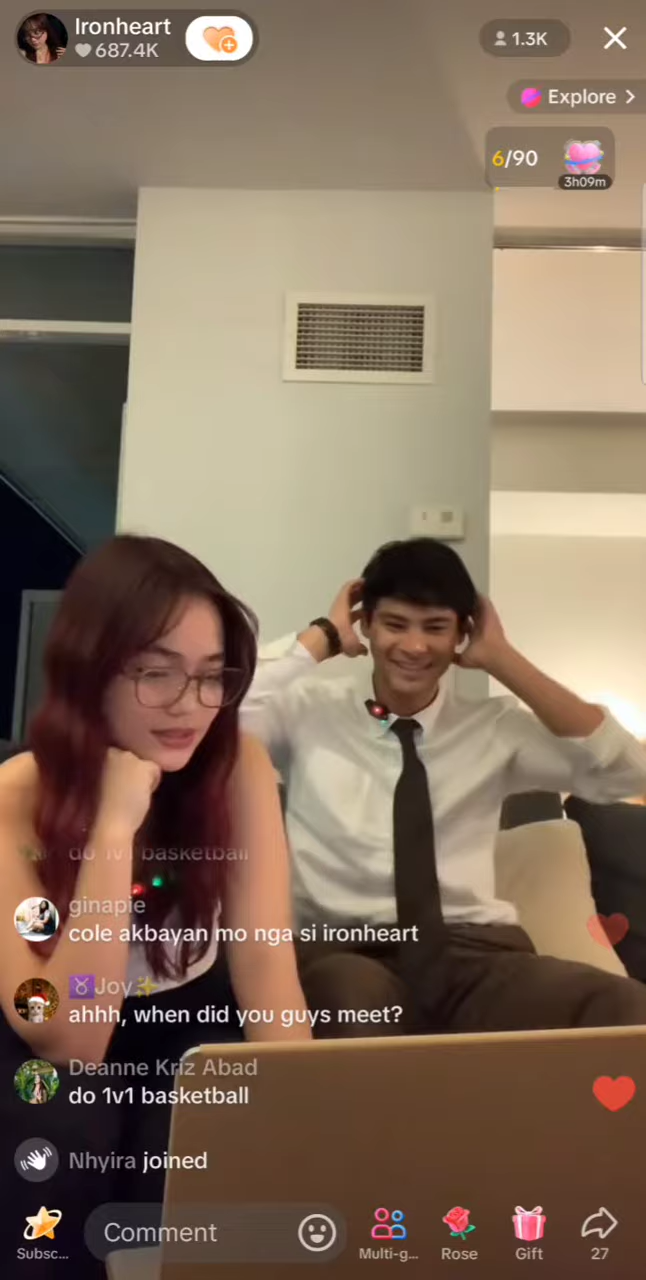 Ironheart
687.4K
1.3K
Explore
6/90
3h09m
do 1v1 basketball
ginapie
cole akbayan mo nga si ironheart
♉Joy✨
ahhh, when did you guys meet?
Deanne Kriz Abad
do 1v1 basketball
Nhyira joined
Subsc...
Comment
Multi-g...
Rose
Gift
27